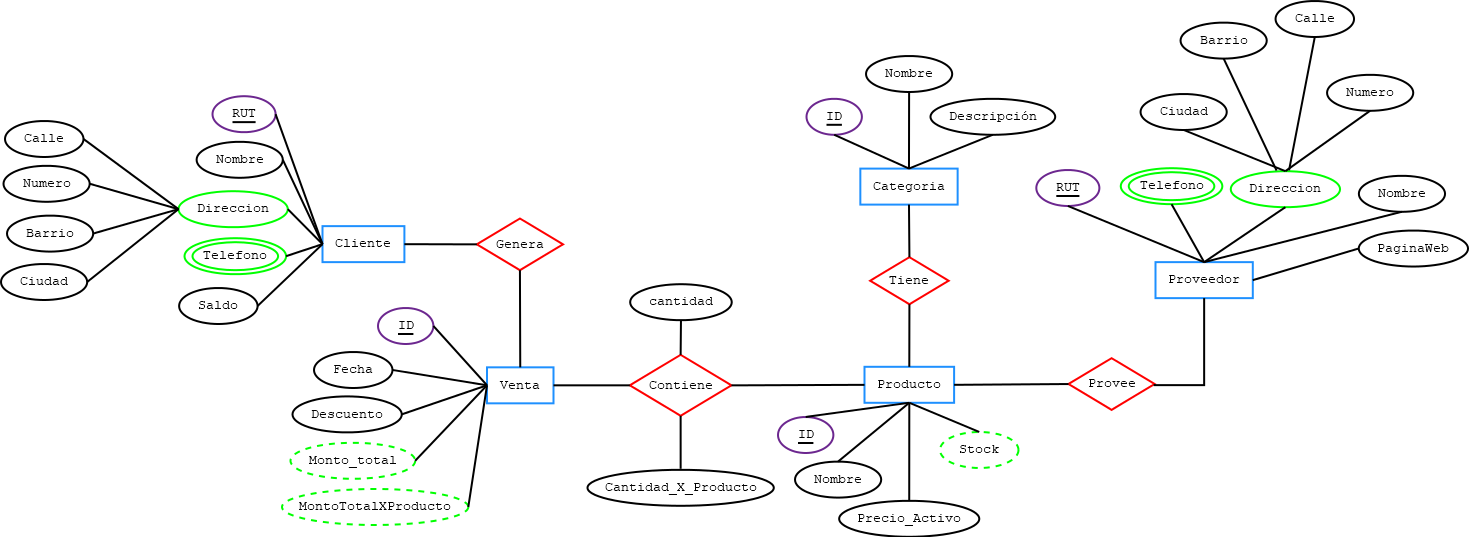 Calle
Barrio
Nombre
Numero
RUT
ID
Descripción
Ciudad
Calle
Nombre
Telefono
Direccion
Numero
Categoria
RUT
Nombre
Direccion
Barrio
Cliente
Genera
PaginaWeb
Telefono
Ciudad
Tiene
Proveedor
Saldo
cantidad
ID
Fecha
Venta
Contiene
Producto
Provee
Descuento
ID
Monto_total
Stock
Nombre
Cantidad_X_Producto
MontoTotalXProducto
Precio_Activo